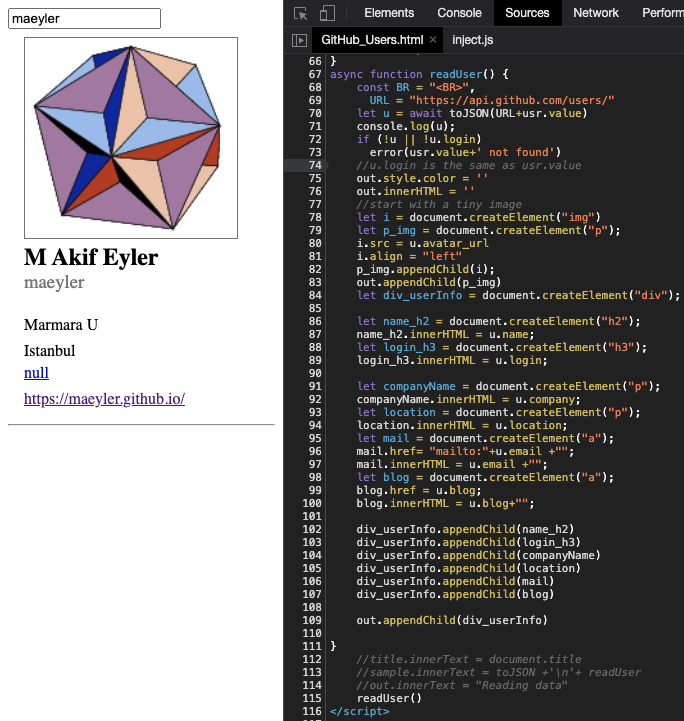 maeyler
M Akif Eyler
maeyler
Marmara U
Istanbul
null
https://maeyler.github.io/
Elements Console Sources Network Perform
GitHub_Users.html × inject.js
66 }
67 async function readUser() {
68 const BR = "<BR>",
69 URL = "https://api.github.com/users/"
70 let u = await toJSON(URL+usr.value)
71 console.log(u);
72 if (!u || !u.login)
73 error(usr.value+' not found')
74 //u.login is the same as usr.value
75 out.style.color = ''
76 out.innerHTML = ''
77 //start with a tiny image
78 let i = document.createElement("img")
79 let p_img = document.createElement("p");
80 i.src = u.avatar_url
81 i.align = "left"
82 p_img.appendChild(i);
83 out.appendChild(p_img)
84 let div_userInfo = document.createElement("div");
85
86 let name_h2 = document.createElement("h2");
87 name_h2.innerHTML = u.name;
88 let login_h3 = document.createElement("h3");
89 login_h3.innerHTML = u.login;
90
91 let companyName = document.createElement("p");
92 companyName.innerHTML = u.company;
93 let location = document.createElement("p");
94 location.innerHTML = u.location;
95 let mail = document.createElement("a");
96 mail.href= "mailto:"+u.email +"";
97 mail.innerHTML = u.email +"";
98 let blog = document.createElement("a");
99 blog.href = u.blog;
100 blog.innerHTML = u.blog+"";
101
102 div_userInfo.appendChild(name_h2)
103 div_userInfo.appendChild(login_h3)
104 div_userInfo.appendChild(companyName)
105 div_userInfo.appendChild(location)
106 div_userInfo.appendChild(mail)
107 div_userInfo.appendChild(blog)
108
109 out.appendChild(div_userInfo)
110
111 }
112 //title.innerText = document.title
113 //sample.innerText = toJSON +'\n'+ readUser
114 //out.innerText = "Reading data"
115 readUser()
116 </script>